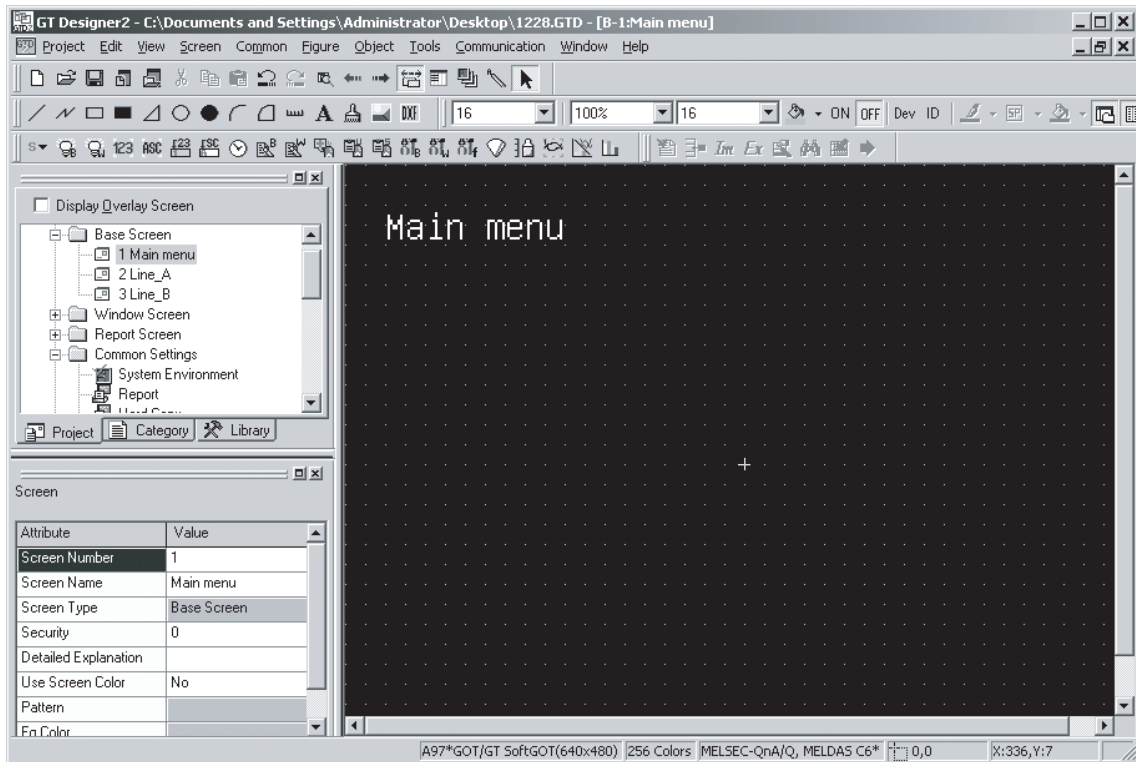 GT Designer2 - C:\Documents and Settings\Administrator\Desktop\1228.GTD - [B-1:Main menu]
Project Edit View Screen Common Figure Object Tools Communication Window Help
A DXF 16 100% 16 ON OFF Dev ID
123 ASC
Display Overlay Screen
Base Screen
1 Main menu
2 Line_A
3 Line_B
Window Screen
Report Screen
Common Settings
System Environment
Report
Project Category Library
Screen
Attribute Value
Screen Number 1
Screen Name Main menu
Screen Type Base Screen
Security 0
Detailed Explanation
Use Screen Color No
Pattern
Main menu
A97*GOT/GT SoftGOT(640x480) 256 Colors MELSEC-QnA/Q, MELDAS C6* 0,0 X:336,Y:7